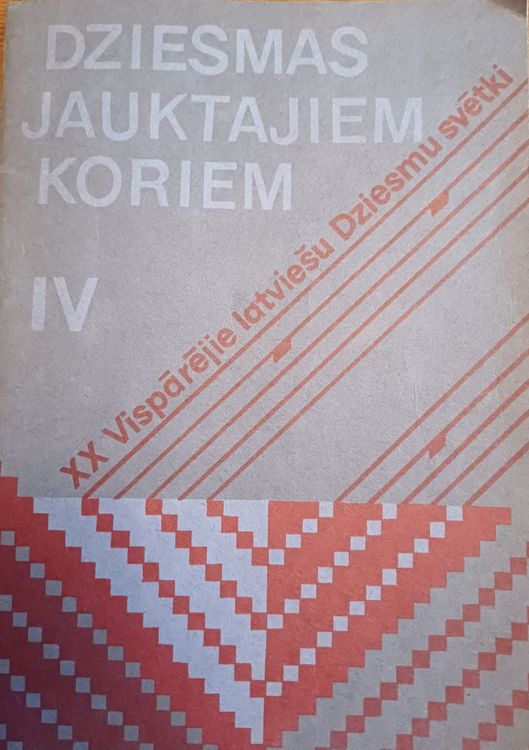 DZIESMAS
JAUKTAJIEM
KORIEM
IV
XX Vispārējie latviešu Dziesmu svētki